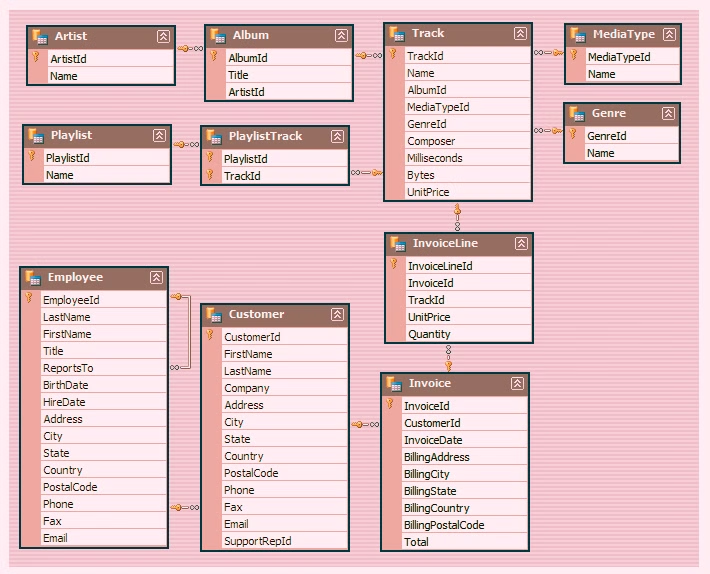 Artist
ArtistId
Name
Album
AlbumId
Title
ArtistId
Track
TrackId
Name
AlbumId
MediaTypeId
GenreId
Composer
Milliseconds
Bytes
UnitPrice
MediaType
MediaTypeId
Name
Genre
GenreId
Name
Playlist
PlaylistId
Name
PlaylistTrack
PlaylistId
TrackId
InvoiceLine
InvoiceLineId
InvoiceId
TrackId
UnitPrice
Quantity
Employee
EmployeeId
LastName
FirstName
Title
ReportsTo
BirthDate
HireDate
Address
City
State
Country
PostalCode
Phone
Fax
Email
Customer
CustomerId
FirstName
LastName
Company
Address
City
State
Country
PostalCode
Phone
Fax
Email
SupportRepId
Invoice
InvoiceId
CustomerId
InvoiceDate
BillingAddress
BillingCity
BillingState
BillingCountry
BillingPostalCode
Total